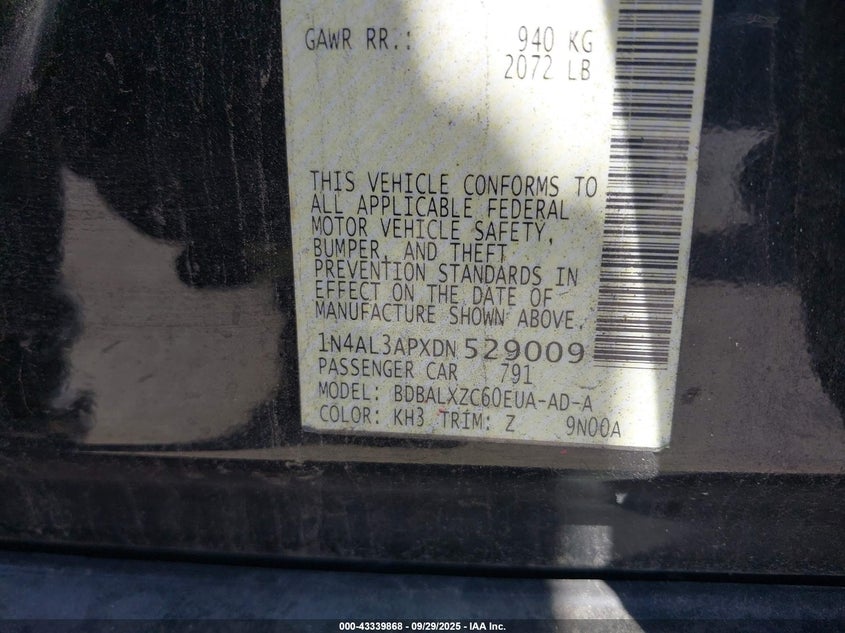 GAWR RR.: 940 KG
2072 LB
THIS VEHICLE CONFORMS TO
ALL APPLICABLE FEDERAL
MOTOR VEHICLE SAFETY,
BUMPER, AND THEFT
PREVENTION STANDARDS IN
EFFECT ON THE DATE OF
MANUFACTURE SHOWN ABOVE.
1N4AL3APXDN 529009
PASSENGER CAR 791
MODEL: BDBALXZC60EUA-AD-A
COLOR: KH3 TRIM: Z 9N00A
000-43339868 - 09/29/2025 - IAA Inc.